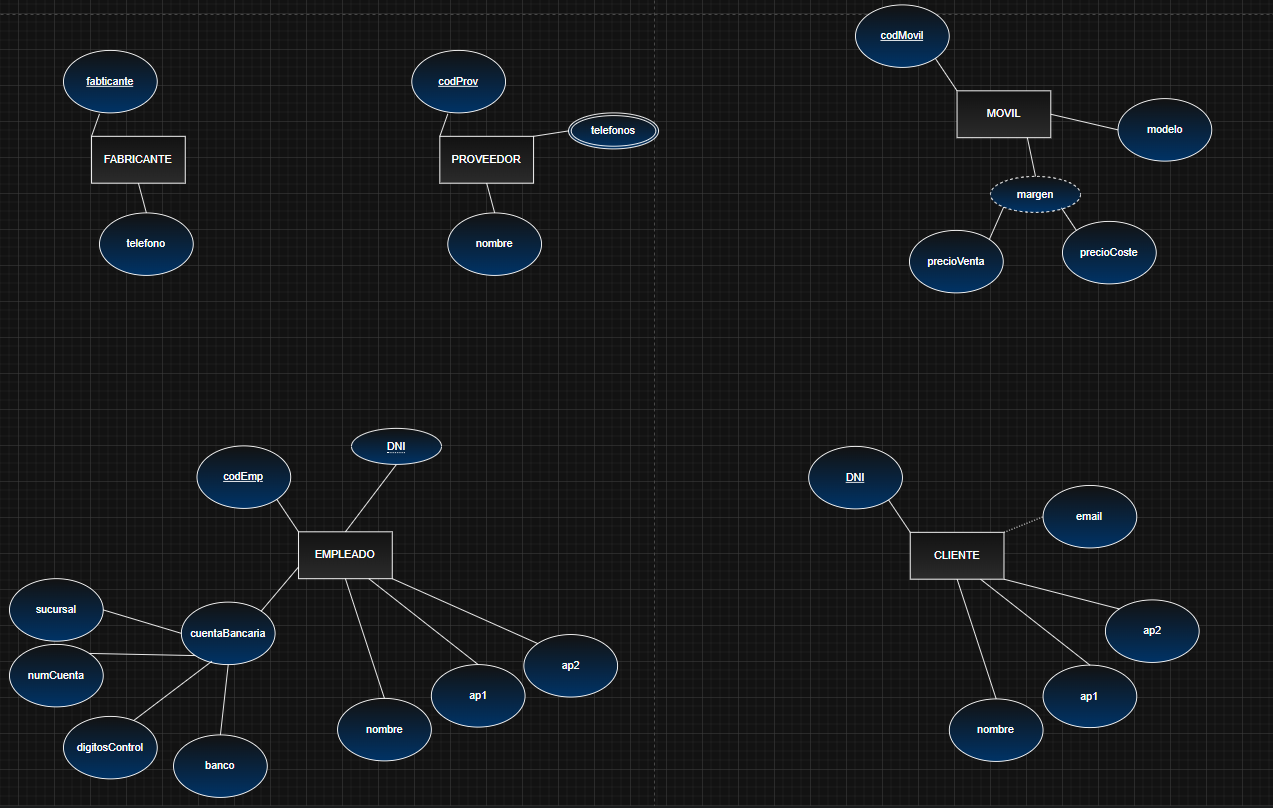 codMovil
fabticante
codProv
telefonos
MOVIL
modelo
FABRICANTE
PROVEEDOR
margen
telefono
nombre
precioVenta
precioCoste
DNI
codEmp
DNI
email
EMPLEADO
CLIENTE
sucursal
cuentaBancaria
ap2
ap2
numCuenta
ap1
ap1
nombre
nombre
digitosControl
banco